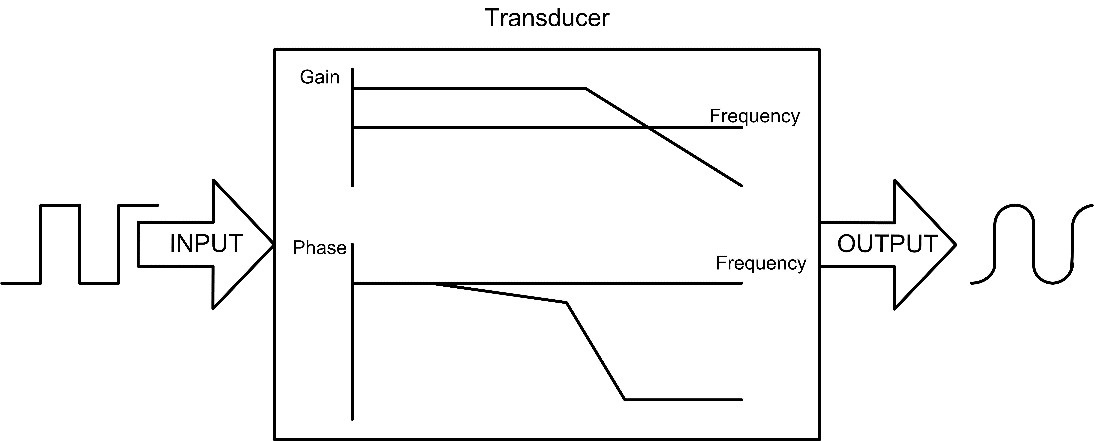 Transducer
Gain
Frequency
INPUT
OUTPUT
Phase
Frequency